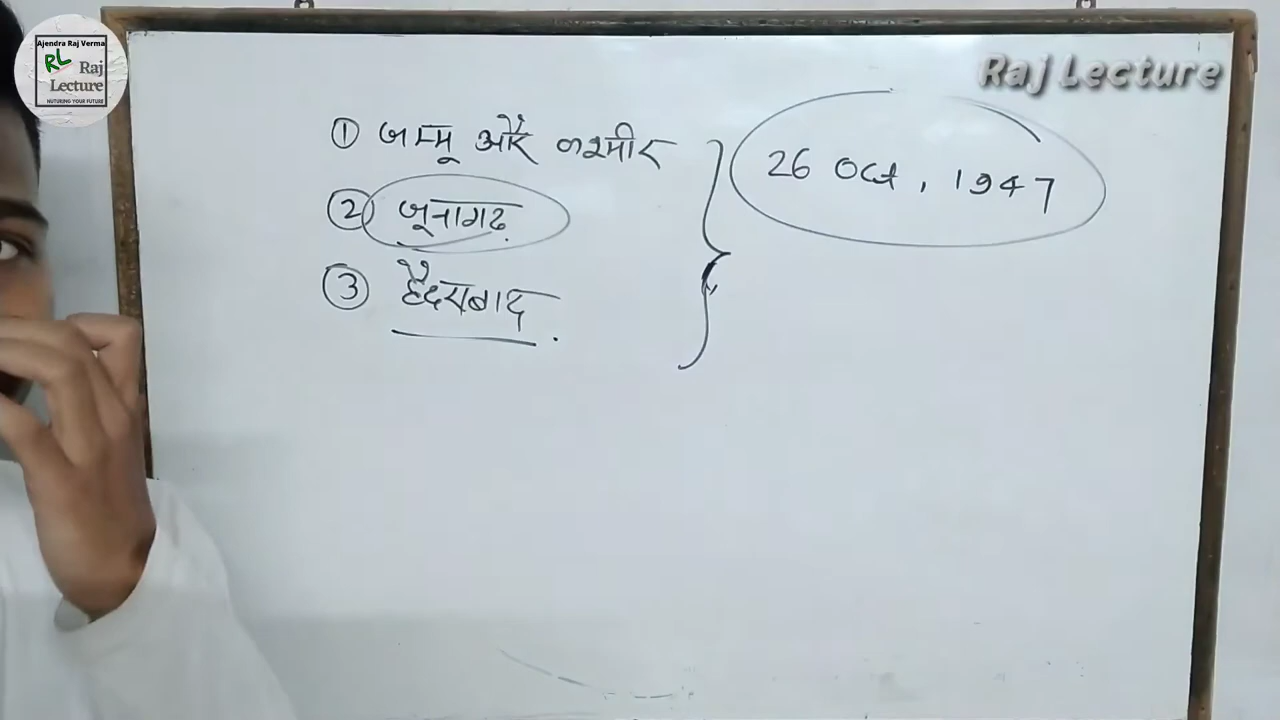 Ajendra Raj Verma
RL Raj
Lecture
NUTURING YOUR FUTURE
Raj Lecture
① जम्मू और कश्मीर
② जूनागढ़
③ हैदराबाद
26 Oct, 1947